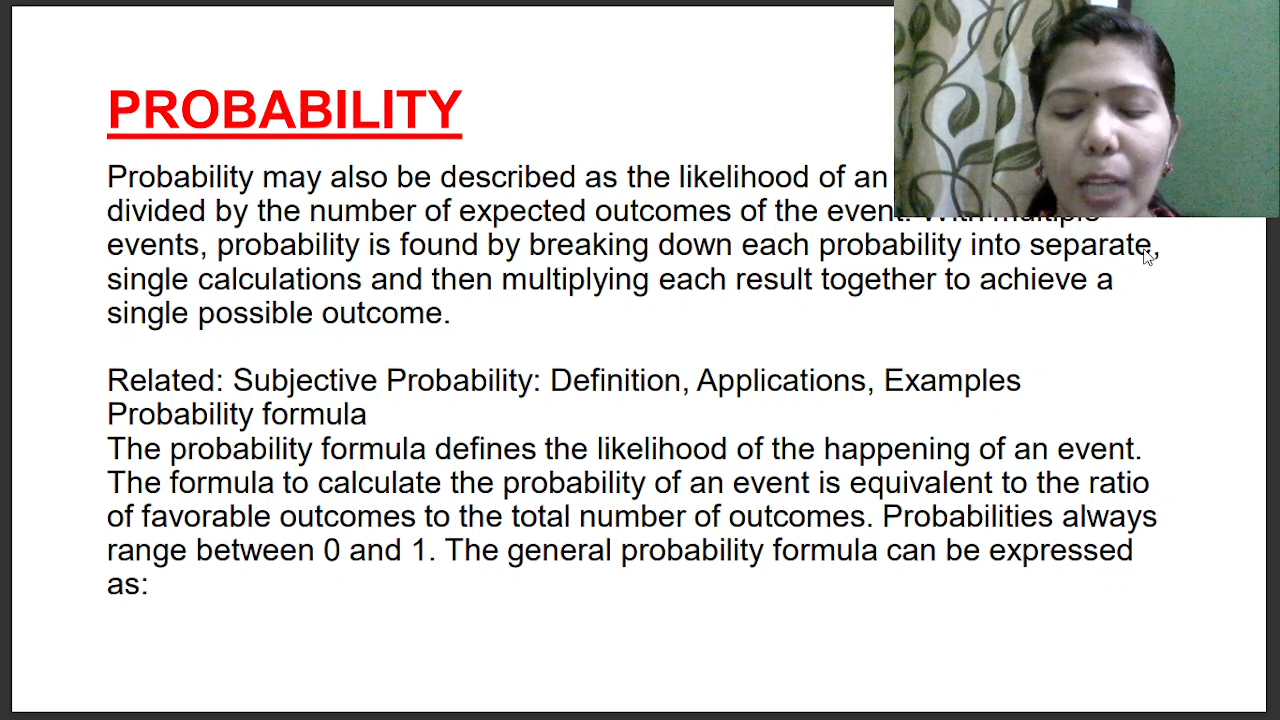 PROBABILITY
Probability may also be described as the likelihood of an
divided by the number of expected outcomes of the event. With multiple
events, probability is found by breaking down each probability into separate,
single calculations and then multiplying each result together to achieve a
single possible outcome.
Related: Subjective Probability: Definition, Applications, Examples
Probability formula
The probability formula defines the likelihood of the happening of an event.
The formula to calculate the probability of an event is equivalent to the ratio
of favorable outcomes to the total number of outcomes. Probabilities always
range between 0 and 1. The general probability formula can be expressed
as: